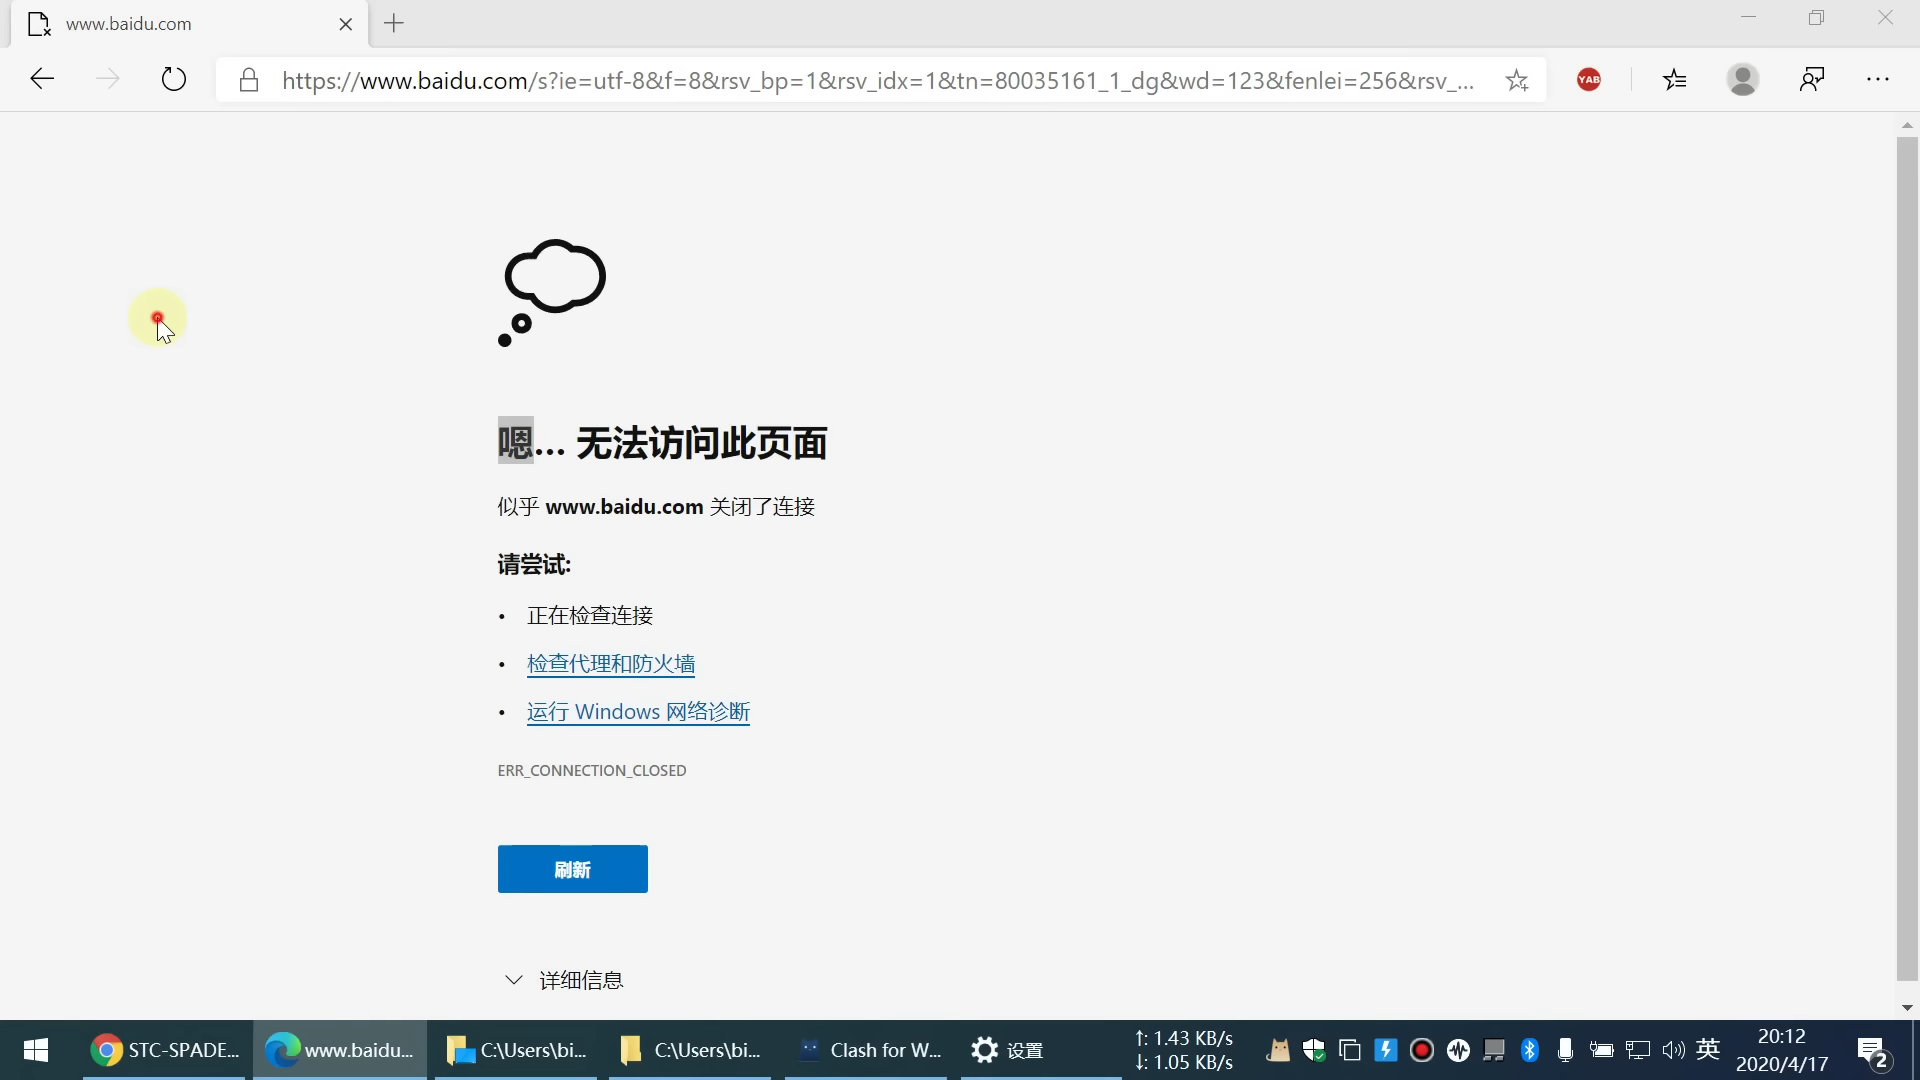 www.baidu.com
https://www.baidu.com/s?ie=utf-8&f=8&rsv_bp=1&rsv_idx=1&tn=80035161_1_dg&wd=123&fenlei=256&rsv_...
YAB
嗯... 无法访问此页面
似乎 www.baidu.com 关闭了连接
请尝试:
• 正在检查连接
• 检查代理和防火墙
• 运行 Windows 网络诊断
ERR_CONNECTION_CLOSED
刷新
详细信息
STC-SPADE...
www.baidu...
C:\Users\bi...
C:\Users\bi...
Clash for W...
设置
↑: 1.43 KB/s
↓: 1.05 KB/s
英
20:12
2020/4/17
2